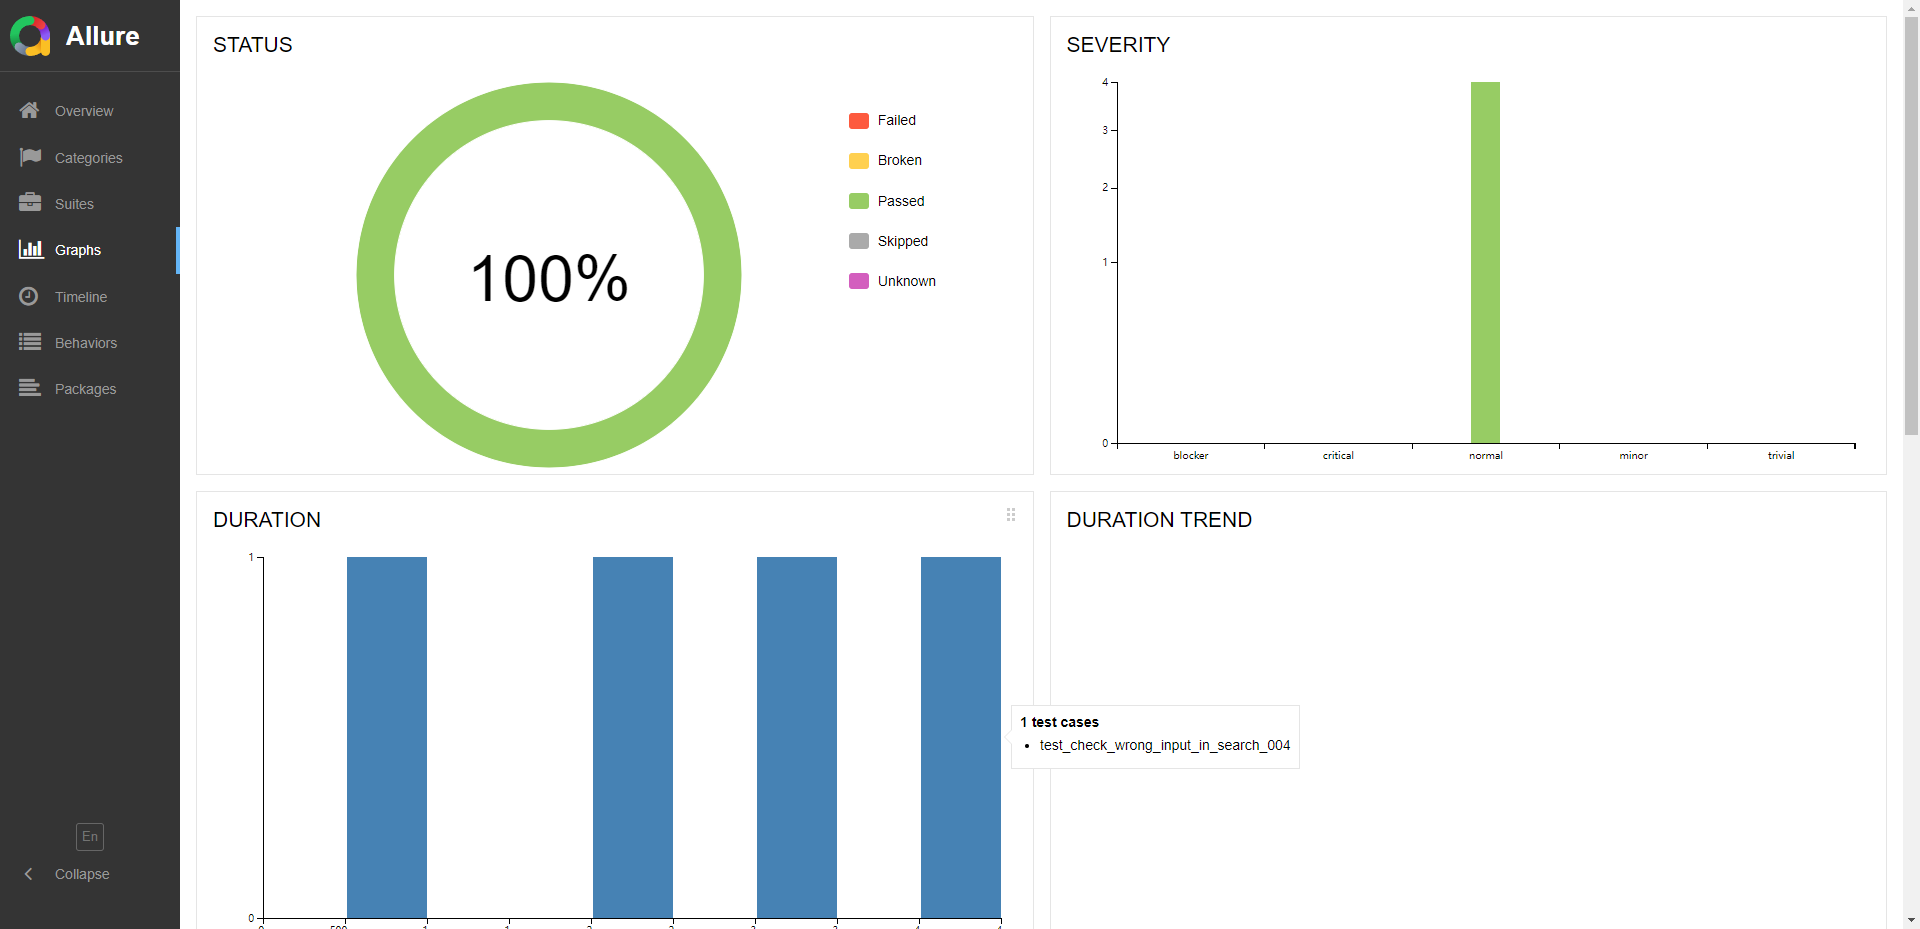 Allure
Overview
Categories
Suites
Graphs
Timeline
Behaviors
Packages
En
Collapse
STATUS
100%
Failed
Broken
Passed
Skipped
Unknown
SEVERITY
4
3
2
1
0
blocker critical normal minor trivial
DURATION
1
0
DURATION TREND
1 test cases
• test_check_wrong_input_in_search_004